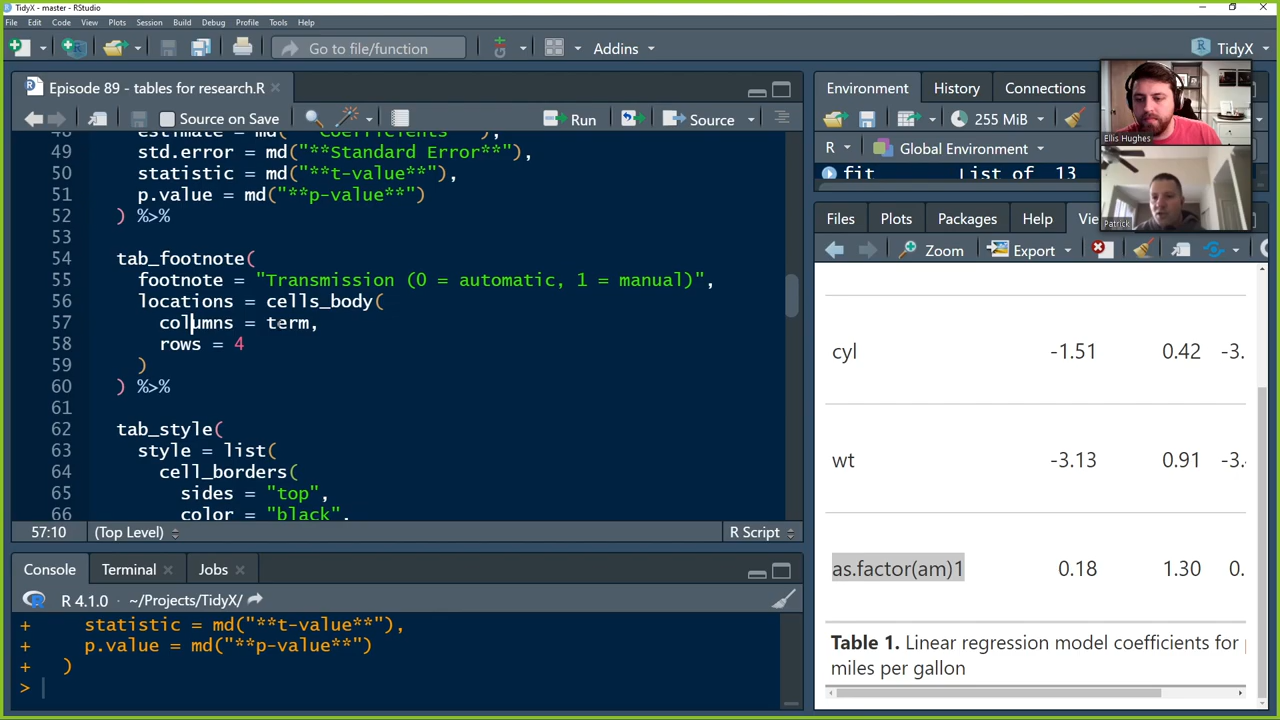 TidyX - master - RStudio
File Edit Code View Plots Session Build Debug Profile Tools Help
Go to file/function
Addins
TidyX
Episode 89 - tables for research.R
Source on Save
Run
Source
48 estimate = md("**Coefficients**"),
49 std.error = md("**Standard Error**"),
50 statistic = md("**t-value**"),
51 p.value = md("**p-value**")
52 ) %>%
53
54 tab_footnote(
55 footnote = "Transmission (0 = automatic, 1 = manual)",
56 locations = cells_body(
57 columns = term,
58 rows = 4
59 )
60 ) %>%
61
62 tab_style(
63 style = list(
64 cell_borders(
65 sides = "top",
66 color = "black",
57:10 (Top Level) R Script
Console Terminal Jobs
R 4.1.0 · ~/Projects/TidyX/
+ statistic = md("**t-value**"),
+ p.value = md("**p-value**")
+ )
>
Environment History Connections
255 MiB
R Global Environment
fit List of 13
Ellis Hughes
Patrick
Files Plots Packages Help
Zoom Export
cyl -1.51 0.42 -3.
wt -3.13 0.91 -3.
as.factor(am)1 0.18 1.30 0.
Table 1. Linear regression model coefficients for
miles per gallon